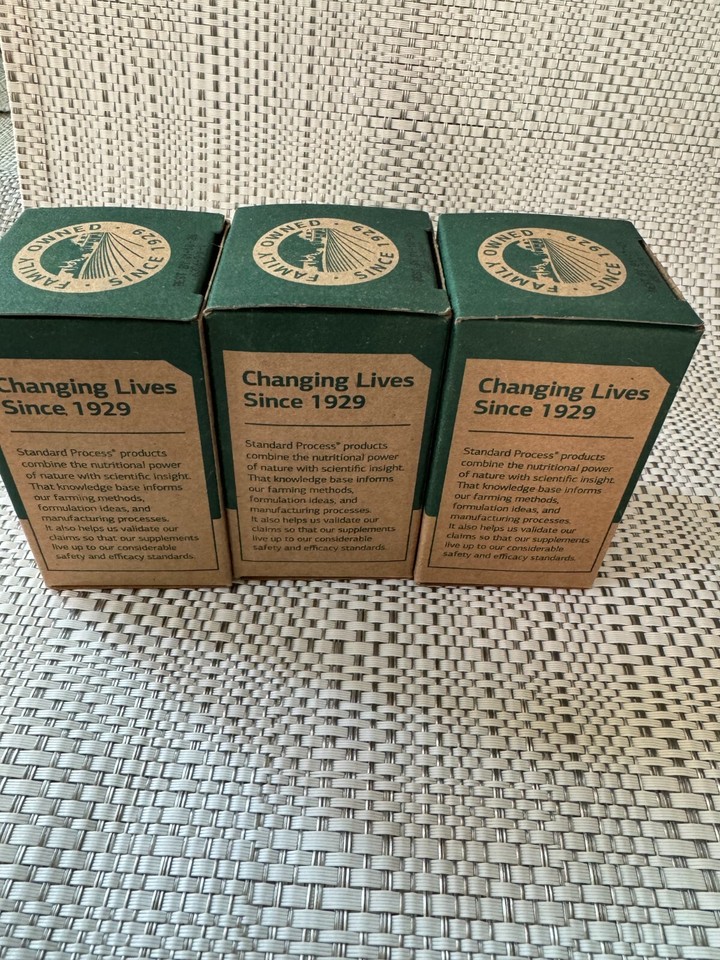 FAMILY OWNED
SINCE 1929
Changing Lives
Since 1929
Standard Process® products
combine the nutritional power
of nature with scientific insight.
That knowledge base informs
our farming methods,
formulation ideas, and
manufacturing processes.
It also helps us validate our
claims so that our supplements
live up to our considerable
safety and efficacy standards.
FAMILY OWNED
SINCE 1929
Changing Lives
Since 1929
Standard Process® products
combine the nutritional power
of nature with scientific insight.
That knowledge base informs
our farming methods,
formulation ideas, and
manufacturing processes.
It also helps us validate our
claims so that our supplements
live up to our considerable
safety and efficacy standards.
FAMILY OWNED
SINCE 1929
Changing Lives
Since 1929
Standard Process® products
combine the nutritional power
of nature with scientific insight.
That knowledge base informs
our farming methods,
formulation ideas, and
manufacturing processes.
It also helps us validate our
claims so that our supplements
live up to our considerable
safety and efficacy standards.